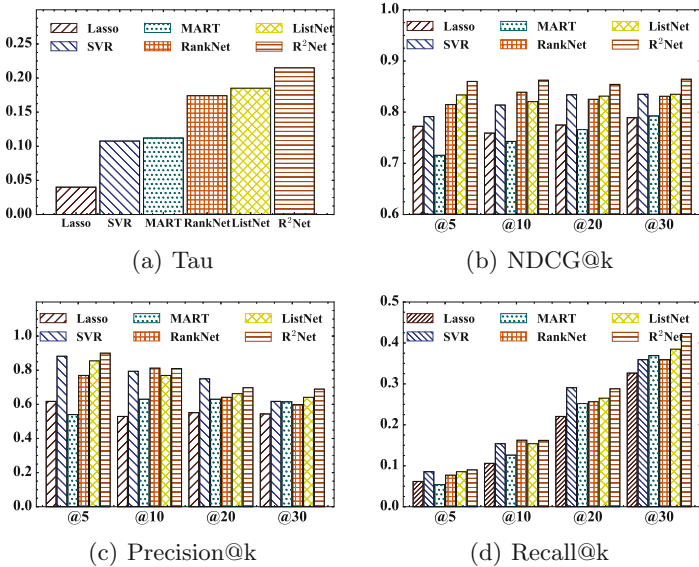 Lasso MART ListNet
SVR RankNet R²Net
0.30
0.25
0.20
0.15
0.10
0.05
0.00
Lasso SVR MART RankNet ListNet R²Net
(a) Tau
Lasso MART ListNet
SVR RankNet R²Net
1.0
0.9
0.8
0.7
0.6
@5 @10 @20 @30
(b) NDCG@k
Lasso MART ListNet
SVR RankNet R²Net
1.0
0.8
0.6
0.4
0.2
0.0
@5 @10 @20 @30
(c) Precision@k
Lasso MART ListNet
SVR RankNet R²Net
0.5
0.4
0.3
0.2
0.1
0.0
@5 @10 @20 @30
(d) Recall@k